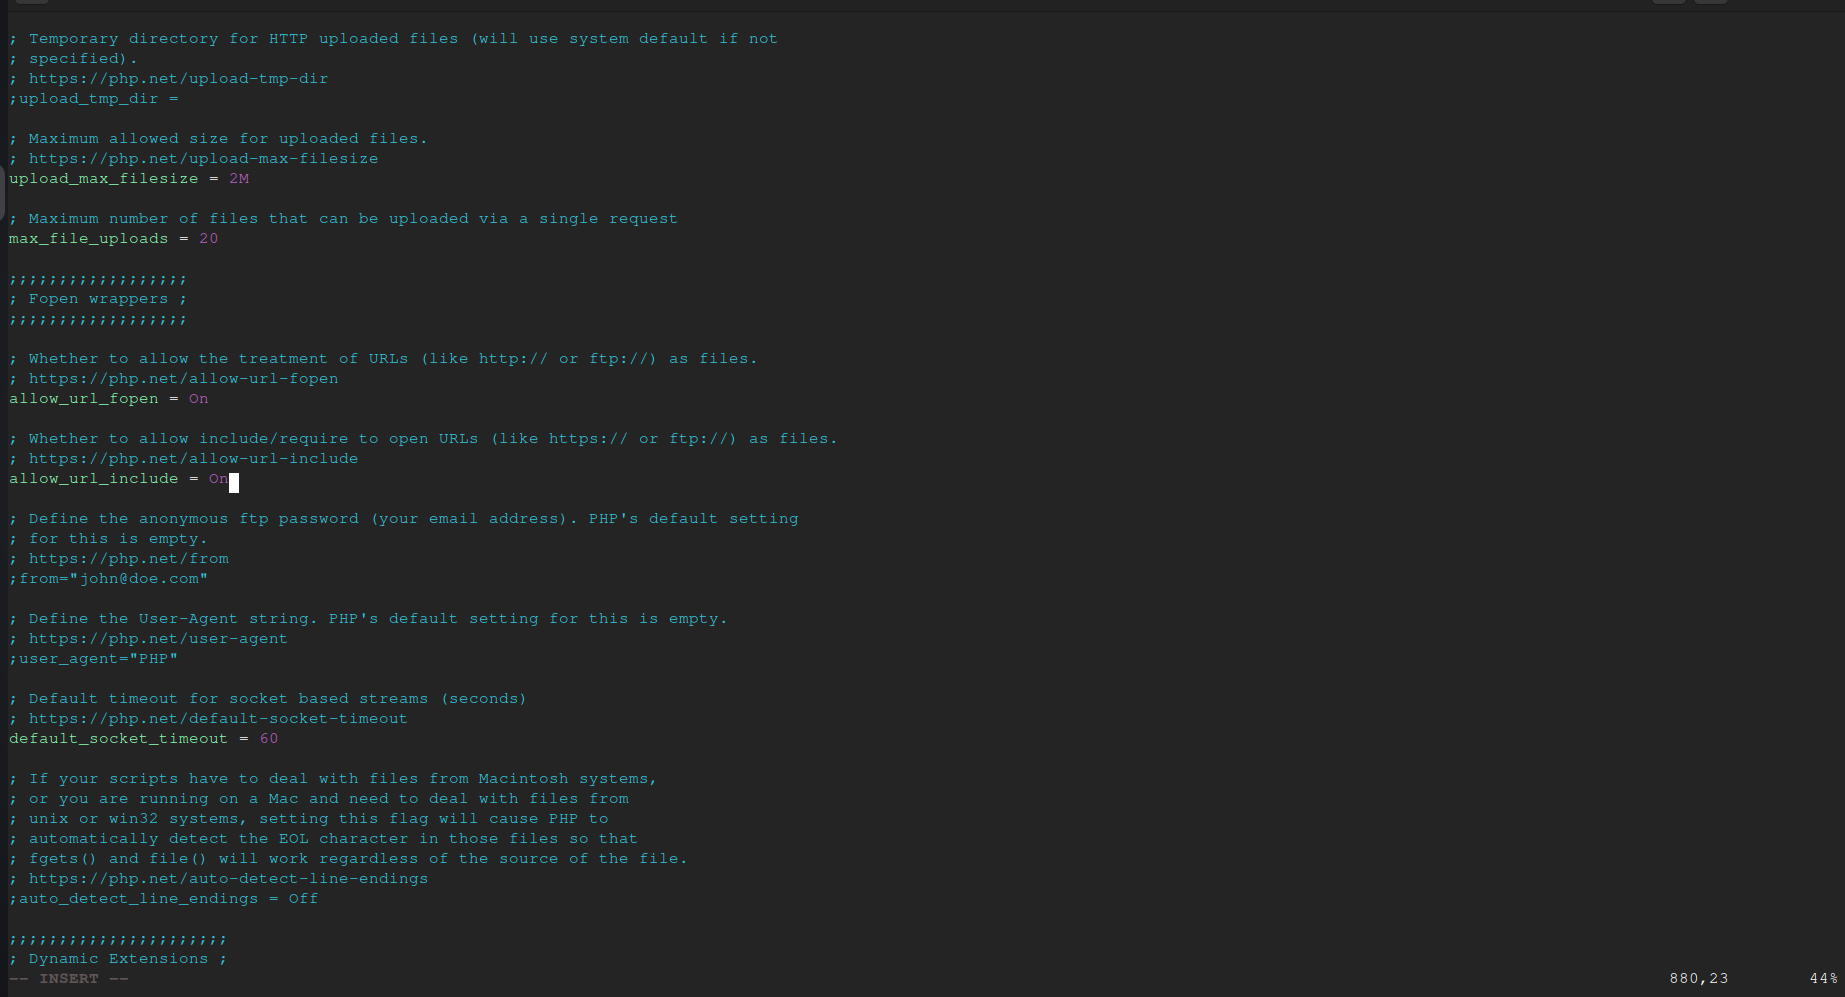 ; Temporary directory for HTTP uploaded files (will use system default if not
; specified).
; https://php.net/upload-tmp-dir
;upload_tmp_dir =
; Maximum allowed size for uploaded files.
; https://php.net/upload-max-filesize
upload_max_filesize = 2M
; Maximum number of files that can be uploaded via a single request
max_file_uploads = 20
;;;;;;;;;;;;;;;;;;
; Fopen wrappers ;
;;;;;;;;;;;;;;;;;;
; Whether to allow the treatment of URLs (like http:// or ftp://) as files.
; https://php.net/allow-url-fopen
allow_url_fopen = On
; Whether to allow include/require to open URLs (like https:// or ftp://) as files.
; https://php.net/allow-url-include
allow_url_include = On
; Define the anonymous ftp password (your email address). PHP's default setting
; for this is empty.
; https://php.net/from
;from="john@doe.com"
; Define the User-Agent string. PHP's default setting for this is empty.
; https://php.net/user-agent
;user_agent="PHP"
; Default timeout for socket based streams (seconds)
; https://php.net/default-socket-timeout
default_socket_timeout = 60
; If your scripts have to deal with files from Macintosh systems,
; or you are running on a Mac and need to deal with files from
; unix or win32 systems, setting this flag will cause PHP to
; automatically detect the EOL character in those files so that
; fgets() and file() will work regardless of the source of the file.
; https://php.net/auto-detect-line-endings
;auto_detect_line_endings = Off
;;;;;;;;;;;;;;;;;;;;;;
; Dynamic Extensions ;
-- INSERT -- 880,23 44%